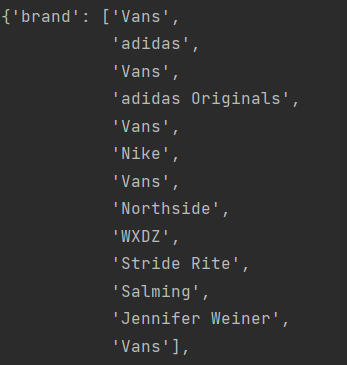 {'brand': ['Vans',
'adidas',
'Vans',
'adidas Originals',
'Vans',
'Nike',
'Vans',
'Northside',
'WXDZ',
'Stride Rite',
'Salming',
'Jennifer Weiner',
'Vans'],